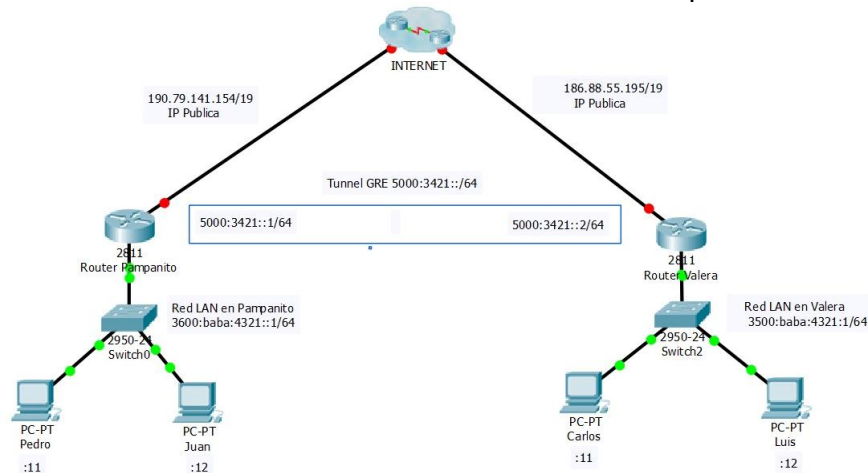 INTERNET
190.79.141.154/19
IP Publica
186.88.55.195/19
IP Publica
Tunnel GRE 5000:3421::/64
5000:3421::1/64
5000:3421::2/64
2811
Router Pampanito
2811
Router Valera
Red LAN en Pampanito
3600:baba:4321::1/64
Red LAN en Valera
3500:baba:4321:1/64
2950-24
Switch0
2950-24
Switch2
PC-PT
Pedro
:11
PC-PT
Juan
:12
PC-PT
Carlos
:11
PC-PT
Luis
:12